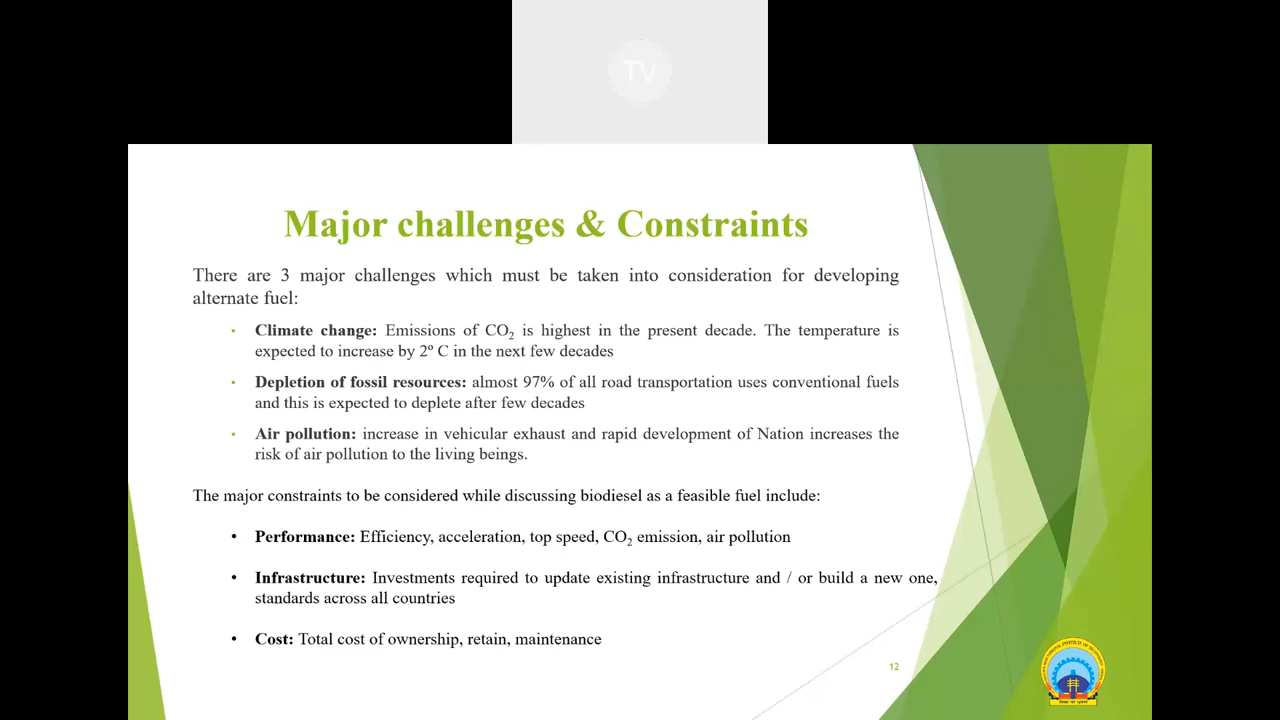 TV
Major challenges & Constraints
There are 3 major challenges which must be taken into consideration for developing
alternate fuel:
• Climate change: Emissions of CO₂ is highest in the present decade. The temperature is
expected to increase by 2º C in the next few decades
• Depletion of fossil resources: almost 97% of all road transportation uses conventional fuels
and this is expected to deplete after few decades
• Air pollution: increase in vehicular exhaust and rapid development of Nation increases the
risk of air pollution to the living beings.
The major constraints to be considered while discussing biodiesel as a feasible fuel include:
• Performance: Efficiency, acceleration, top speed, CO₂ emission, air pollution
• Infrastructure: Investments required to update existing infrastructure and / or build a new one,
standards across all countries
• Cost: Total cost of ownership, retain, maintenance
12